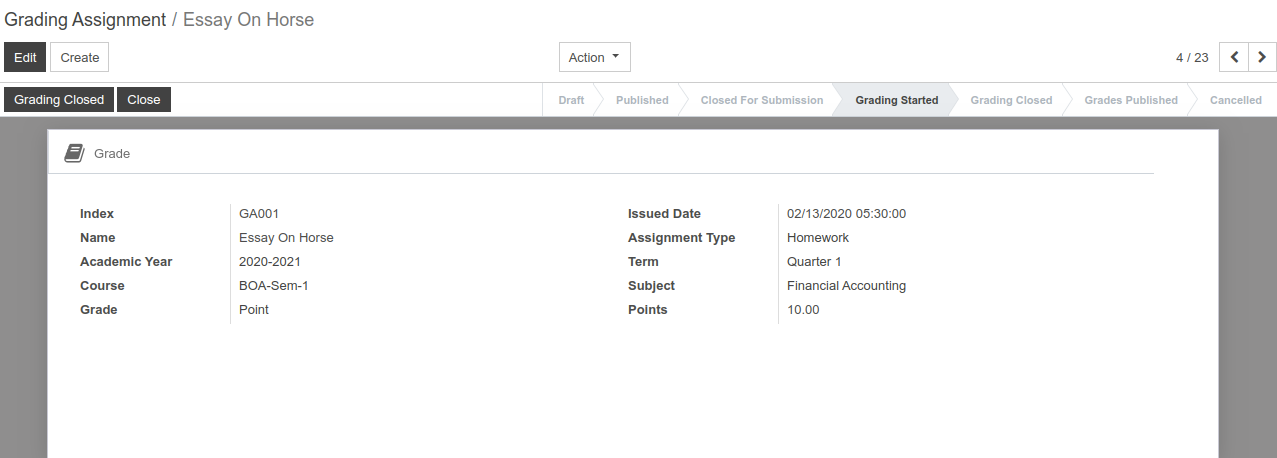 Grading Assignment / Essay On Horse
Edit Create Action 4 / 23
Grading Closed Close Draft Published Closed For Submission Grading Started Grading Closed Grades Published Cancelled
Grade
Index GA001 Issued Date 02/13/2020 05:30:00
Name Essay On Horse Assignment Type Homework
Academic Year 2020-2021 Term Quarter 1
Course BOA-Sem-1 Subject Financial Accounting
Grade Point Points 10.00